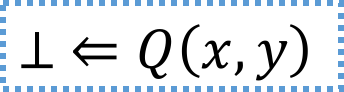 ⊥ ⇐ Q(x, y)